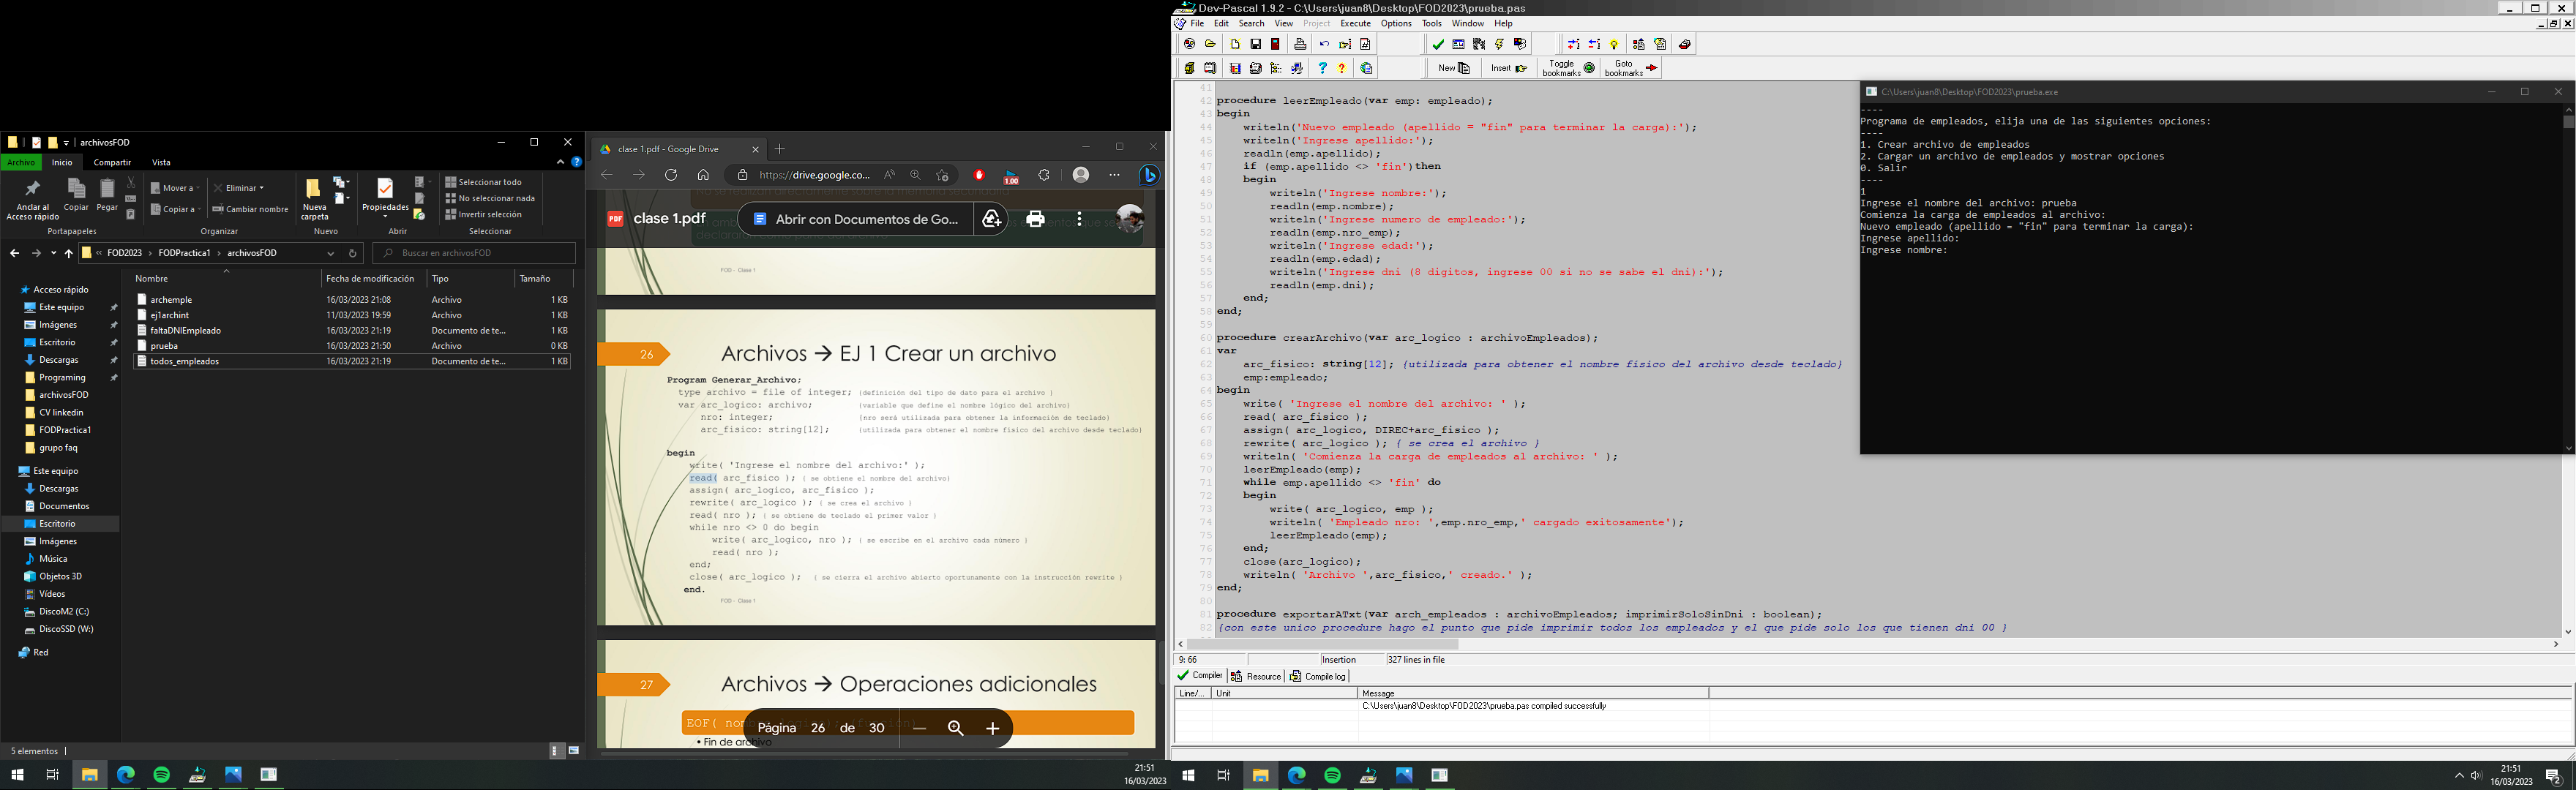 archivosFOD
Archivo Inicio Compartir Vista
Anclar al Acceso rápido
Copiar
Pegar
Mover a
Copiar a
Eliminar
Cambiar nombre
Nueva carpeta
Propiedades
Seleccionar todo
No seleccionar nada
Invertir selección
Portapapeles Organizar Nuevo Abrir Seleccionar
« FOD2023 > FODPractica1 > archivosFOD
Buscar en archivosFOD
Nombre Fecha de modificación Tipo Tamaño
archemple 16/03/2023 21:08 Archivo 1 KB
ej1archint 11/03/2023 19:59 Archivo 1 KB
faltaDNIEmpleado 16/03/2023 21:19 Documento de te... 1 KB
prueba 16/03/2023 21:50 Archivo 0 KB
todos_empleados 16/03/2023 21:19 Documento de te... 1 KB
Acceso rápido
Este equipo
Imágenes
Escritorio
Descargas
Programing
archivosFOD
CV linkedin
FODPractica1
grupo faq
Este equipo
Descargas
Documentos
Escritorio
Imágenes
Música
Objetos 3D
Vídeos
DiscoM2 (C:)
DiscoSSD (W:)
Red
5 elementos
clase 1.pdf - Google Drive
https://drive.google.co...
1.00
PDF clase 1.pdf
Abrir con Documentos de Go...
FOD - Clase 1
26
Archivos → EJ 1 Crear un archivo
Program Generar_Archivo;
type archivo = file of integer; {definición del tipo de dato para el archivo }
var arc_logico: archivo; {variable que define el nombre lógico del archivo}
nro: integer; {nro será utilizada para obtener la información de teclado}
arc_fisico: string[12]; {utilizada para obtener el nombre físico del archivo desde teclado}
begin
write( 'Ingrese el nombre del archivo:' );
read( arc_fisico ); { se obtiene el nombre del archivo}
assign( arc_logico, arc_fisico );
rewrite( arc_logico ); { se crea el archivo }
read( nro ); { se obtiene de teclado el primer valor }
while nro <> 0 do begin
write( arc_logico, nro ); { se escribe en el archivo cada número }
read( nro );
end;
close( arc_logico ); { se cierra el archivo abierto oportunamente con la instrucción rewrite }
end.
FOD - Clase 1
27
Archivos → Operaciones adicionales
Página 26 de 30
• Fin de archivo
21:51
16/03/2023
Dev-Pascal 1.9.2 - C:\Users\juan8\Desktop\FOD2023\prueba.pas
File Edit Search View Project Execute Options Tools Window Help
New Insert Toggle bookmarks Goto bookmarks
41
42 procedure leerEmpleado(var emp: empleado);
43 begin
44 writeln('Nuevo empleado (apellido = "fin" para terminar la carga):');
45 writeln('Ingrese apellido:');
46 readln(emp.apellido);
47 if (emp.apellido <> 'fin')then
48 begin
49 writeln('Ingrese nombre:');
50 readln(emp.nombre);
51 writeln('Ingrese numero de empleado:');
52 readln(emp.nro_emp);
53 writeln('Ingrese edad:');
54 readln(emp.edad);
55 writeln('Ingrese dni (8 digitos, ingrese 00 si no se sabe el dni):');
56 readln(emp.dni);
57 end;
58 end;
59
60 procedure crearArchivo(var arc_logico : archivoEmpleados);
61 var
62 arc_fisico: string[12]; {utilizada para obtener el nombre fisico del archivo desde teclado}
63 emp:empleado;
64 begin
65 write( 'Ingrese el nombre del archivo: ' );
66 read( arc_fisico );
67 assign( arc_logico, DIREC+arc_fisico );
68 rewrite( arc_logico ); { se crea el archivo }
69 writeln( 'Comienza la carga de empleados al archivo: ' );
70 leerEmpleado(emp);
71 while emp.apellido <> 'fin' do
72 begin
73 write( arc_logico, emp );
74 writeln( 'Empleado nro: ',emp.nro_emp,' cargado exitosamente');
75 leerEmpleado(emp);
76 end;
77 close(arc_logico);
78 writeln( 'Archivo ',arc_fisico,' creado.' );
79 end;
80
81 procedure exportarATxt(var arch_empleados : archivoEmpleados; imprimirSoloSinDni : boolean);
82 {con este unico procedure hago el punto que pide imprimir todos los empleados y el que pide solo los que tienen dni 00 }
C:\Users\juan8\Desktop\FOD2023\prueba.exe
----
Programa de empleados, elija una de las siguientes opciones:
----
1. Crear archivo de empleados
2. Cargar un archivo de empleados y mostrar opciones
0. Salir
----
1
Ingrese el nombre del archivo: prueba
Comienza la carga de empleados al archivo:
Nuevo empleado (apellido = "fin" para terminar la carga):
Ingrese apellido:
Ingrese nombre:
9: 66 Insertion 327 lines in file
Compiler Resource Compile log
Line/... Unit Message
C:\Users\juan8\Desktop\FOD2023\prueba.pas compiled successfully
21:51
16/03/2023
2